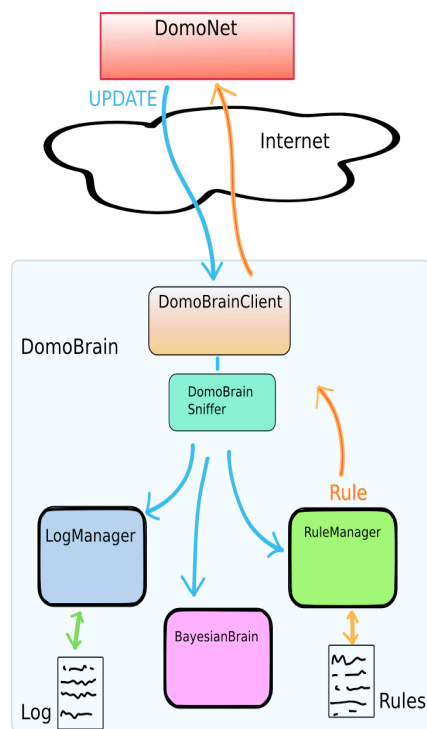 DomoNet
UPDATE
Internet
DomoBrainClient
DomoBrain
DomoBrain
Sniffer
Rule
LogManager
RuleManager
BayesianBrain
Log
Rules